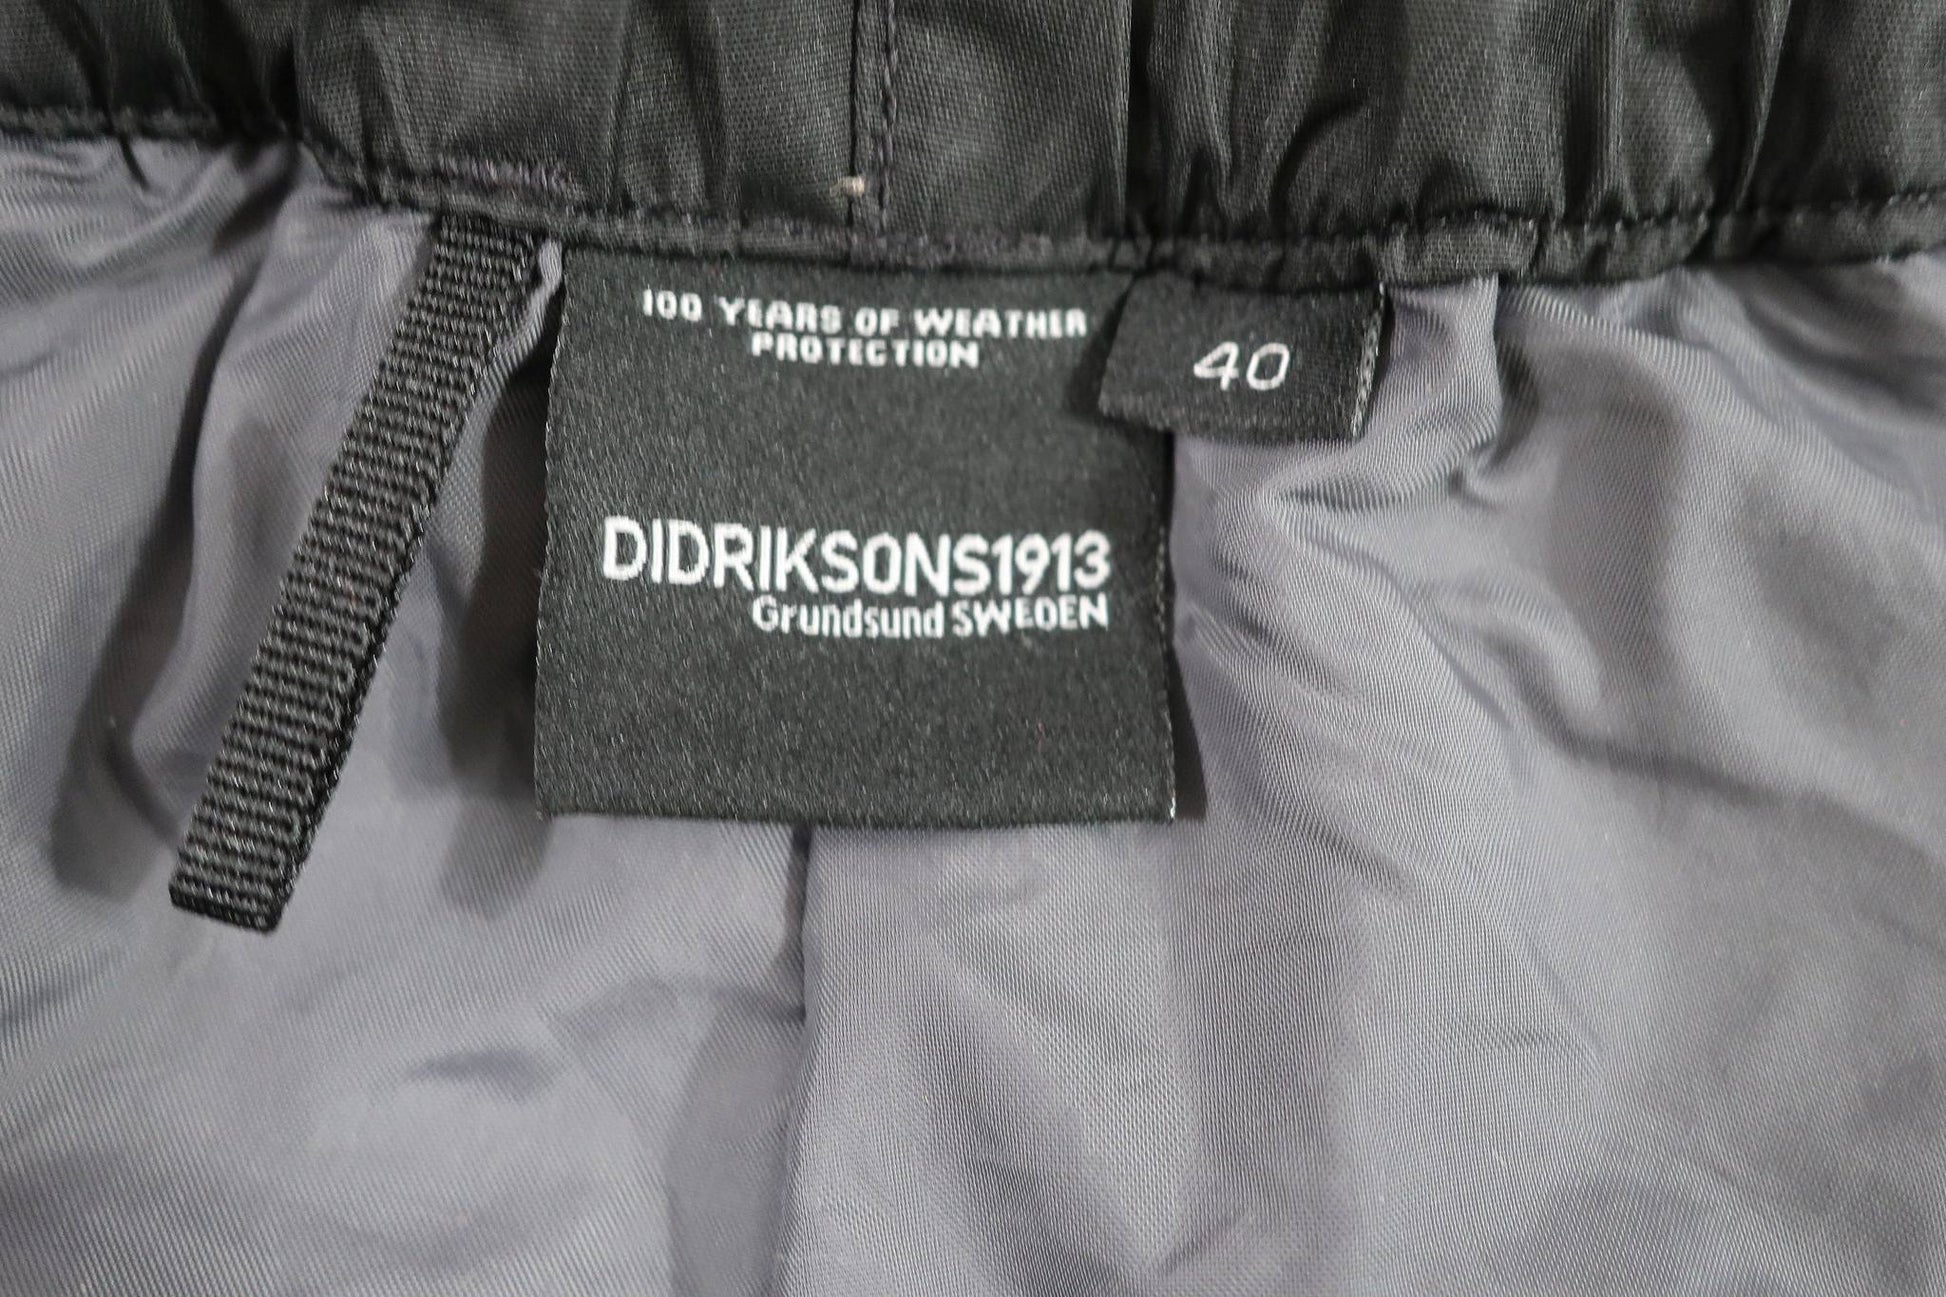 100 YEARS OF WEATHER
PROTECTION
40
DIDRIKSONS1913
Grundsund SWEDEN